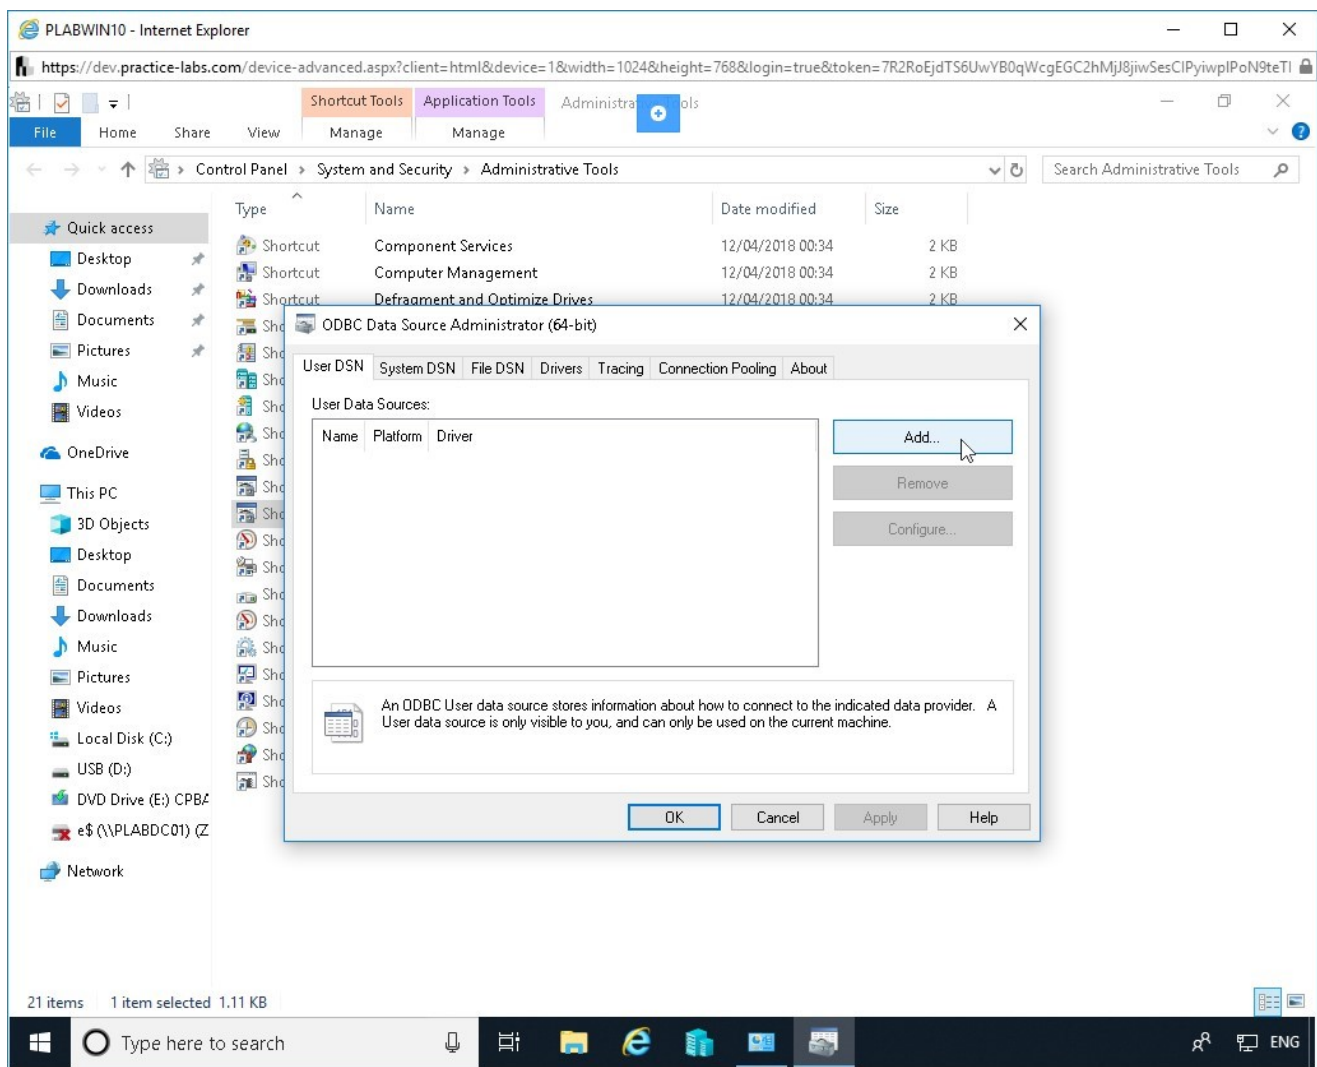 PLABWIN10 - Internet Explorer
https://dev.practice-labs.com/device-advanced.aspx?client=html&device=1&width=1024&height=768&login=true&token=7R2RoEjdTS6UwYB0qWcgEGC2hMjJ8jiwSesCIPyiwpIPoN9teTI
Shortcut Tools Application Tools
File Home Share View Manage Manage
Control Panel > System and Security > Administrative Tools Search Administrative Tools
Type Name Date modified Size
Quick access
Shortcut Component Services 12/04/2018 00:34 2 KB
Desktop
Shortcut Computer Management 12/04/2018 00:34 2 KB
Downloads
Shortcut Defragment and Optimize Drives 12/04/2018 00:34 2 KB
Documents
ODBC Data Source Administrator (64-bit)
Pictures
User DSN System DSN File DSN Drivers Tracing Connection Pooling About
Music
User Data Sources:
Videos
Name Platform Driver Add...
OneDrive
Remove
This PC
3D Objects
Configure...
Desktop
Documents
Downloads
Music
Pictures
An ODBC User data source stores information about how to connect to the indicated data provider. A
User data source is only visible to you, and can only be used on the current machine.
Videos
Local Disk (C:)
USB (D:)
DVD Drive (E:) CPBA
OK Cancel Apply Help
e$ (\\PLABDC01) (Z
Network
21 items 1 item selected 1.11 KB
Type here to search ENG